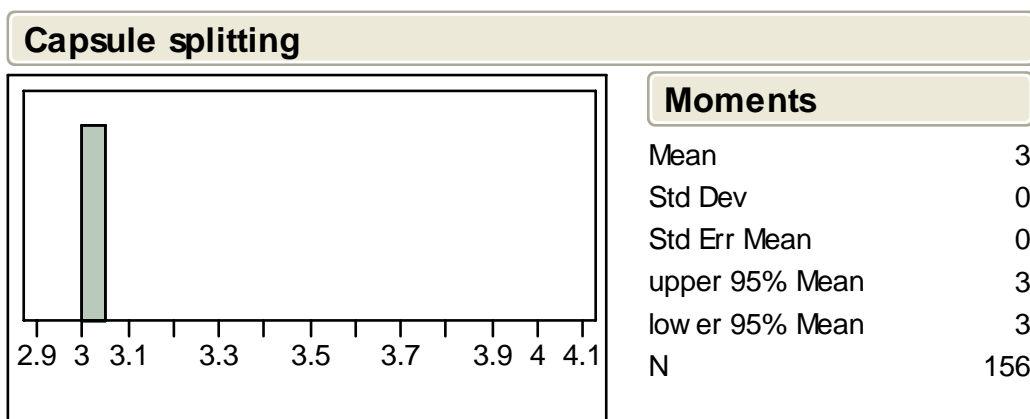 Capsule splitting
2.9 3 3.1 3.3 3.5 3.7 3.9 4 4.1
Moments
Mean 3
Std Dev 0
Std Err Mean 0
upper 95% Mean 3
low er 95% Mean 3
N 156